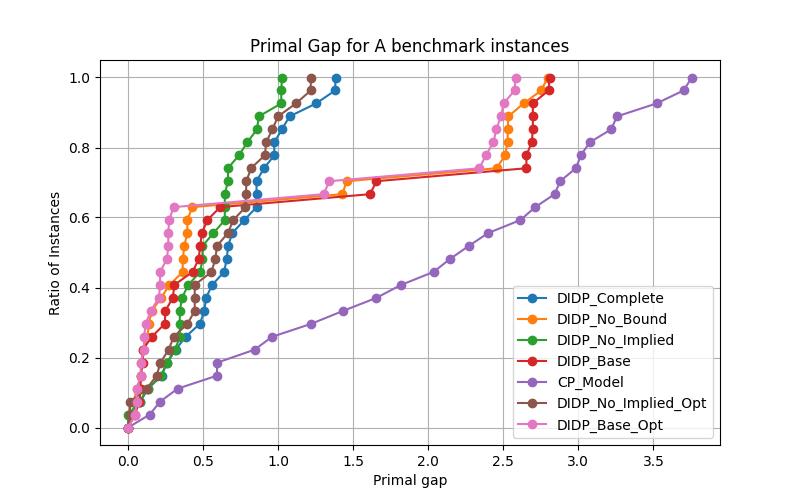 Primal Gap for A benchmark instances
1.0
0.8
0.6
0.4
0.2
0.0
Ratio of Instances
DIDP_Complete
DIDP_No_Bound
DIDP_No_Implied
DIDP_Base
CP_Model
DIDP_No_Implied_Opt
DIDP_Base_Opt
0.0 0.5 1.0 1.5 2.0 2.5 3.0 3.5
Primal gap